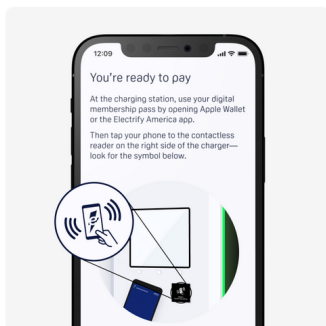 12:09
You're ready to pay
At the charging station, use your digital
membership pass by opening Apple Wallet
or the Electrify America app.
Then tap your phone to the contactless
reader on the right side of the charger—
look for the symbol below.